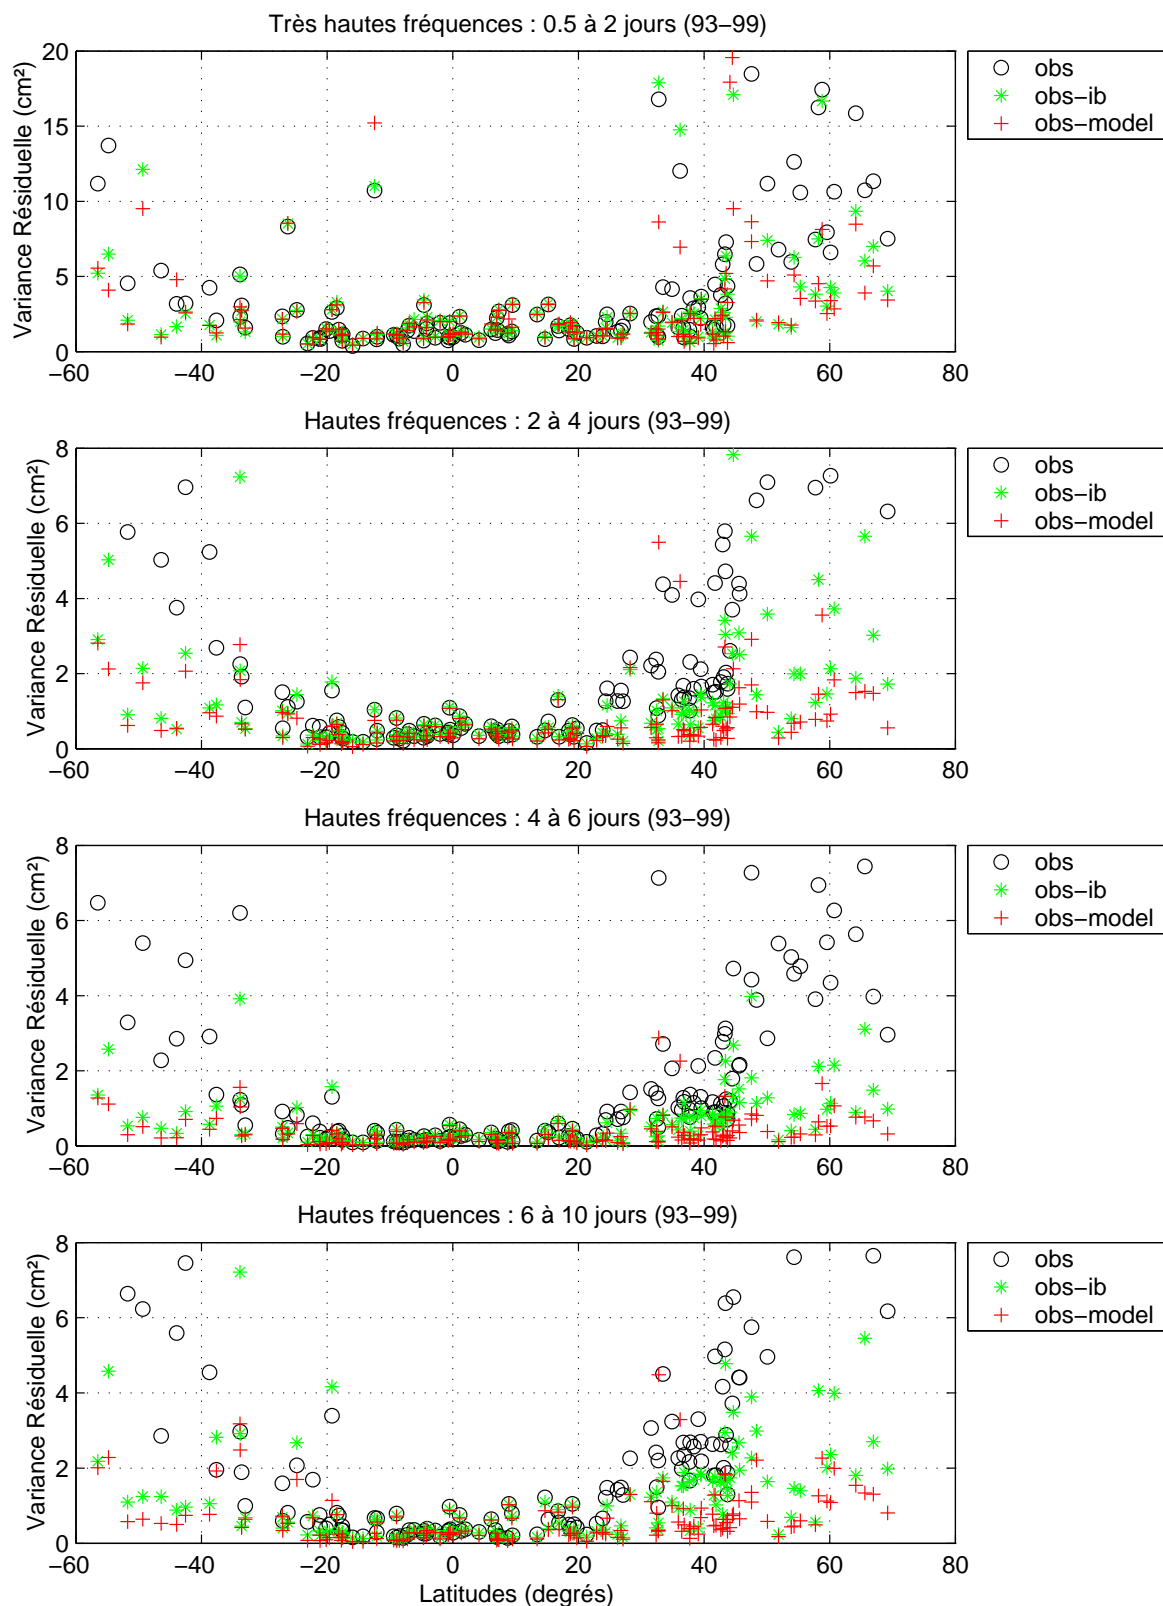 Très hautes fréquences : 0.5 à 2 jours (93−99)
Variance Résiduelle (cm²)
20
15
10
5
0
−60 −40 −20 0 20 40 60 80
obs
obs−ib
obs−model
Hautes fréquences : 2 à 4 jours (93−99)
Variance Résiduelle (cm²)
8
6
4
2
0
−60 −40 −20 0 20 40 60 80
obs
obs−ib
obs−model
Hautes fréquences : 4 à 6 jours (93−99)
Variance Résiduelle (cm²)
8
6
4
2
0
−60 −40 −20 0 20 40 60 80
obs
obs−ib
obs−model
Hautes fréquences : 6 à 10 jours (93−99)
Variance Résiduelle (cm²)
8
6
4
2
0
−60 −40 −20 0 20 40 60 80
Latitudes (degrés)
obs
obs−ib
obs−model